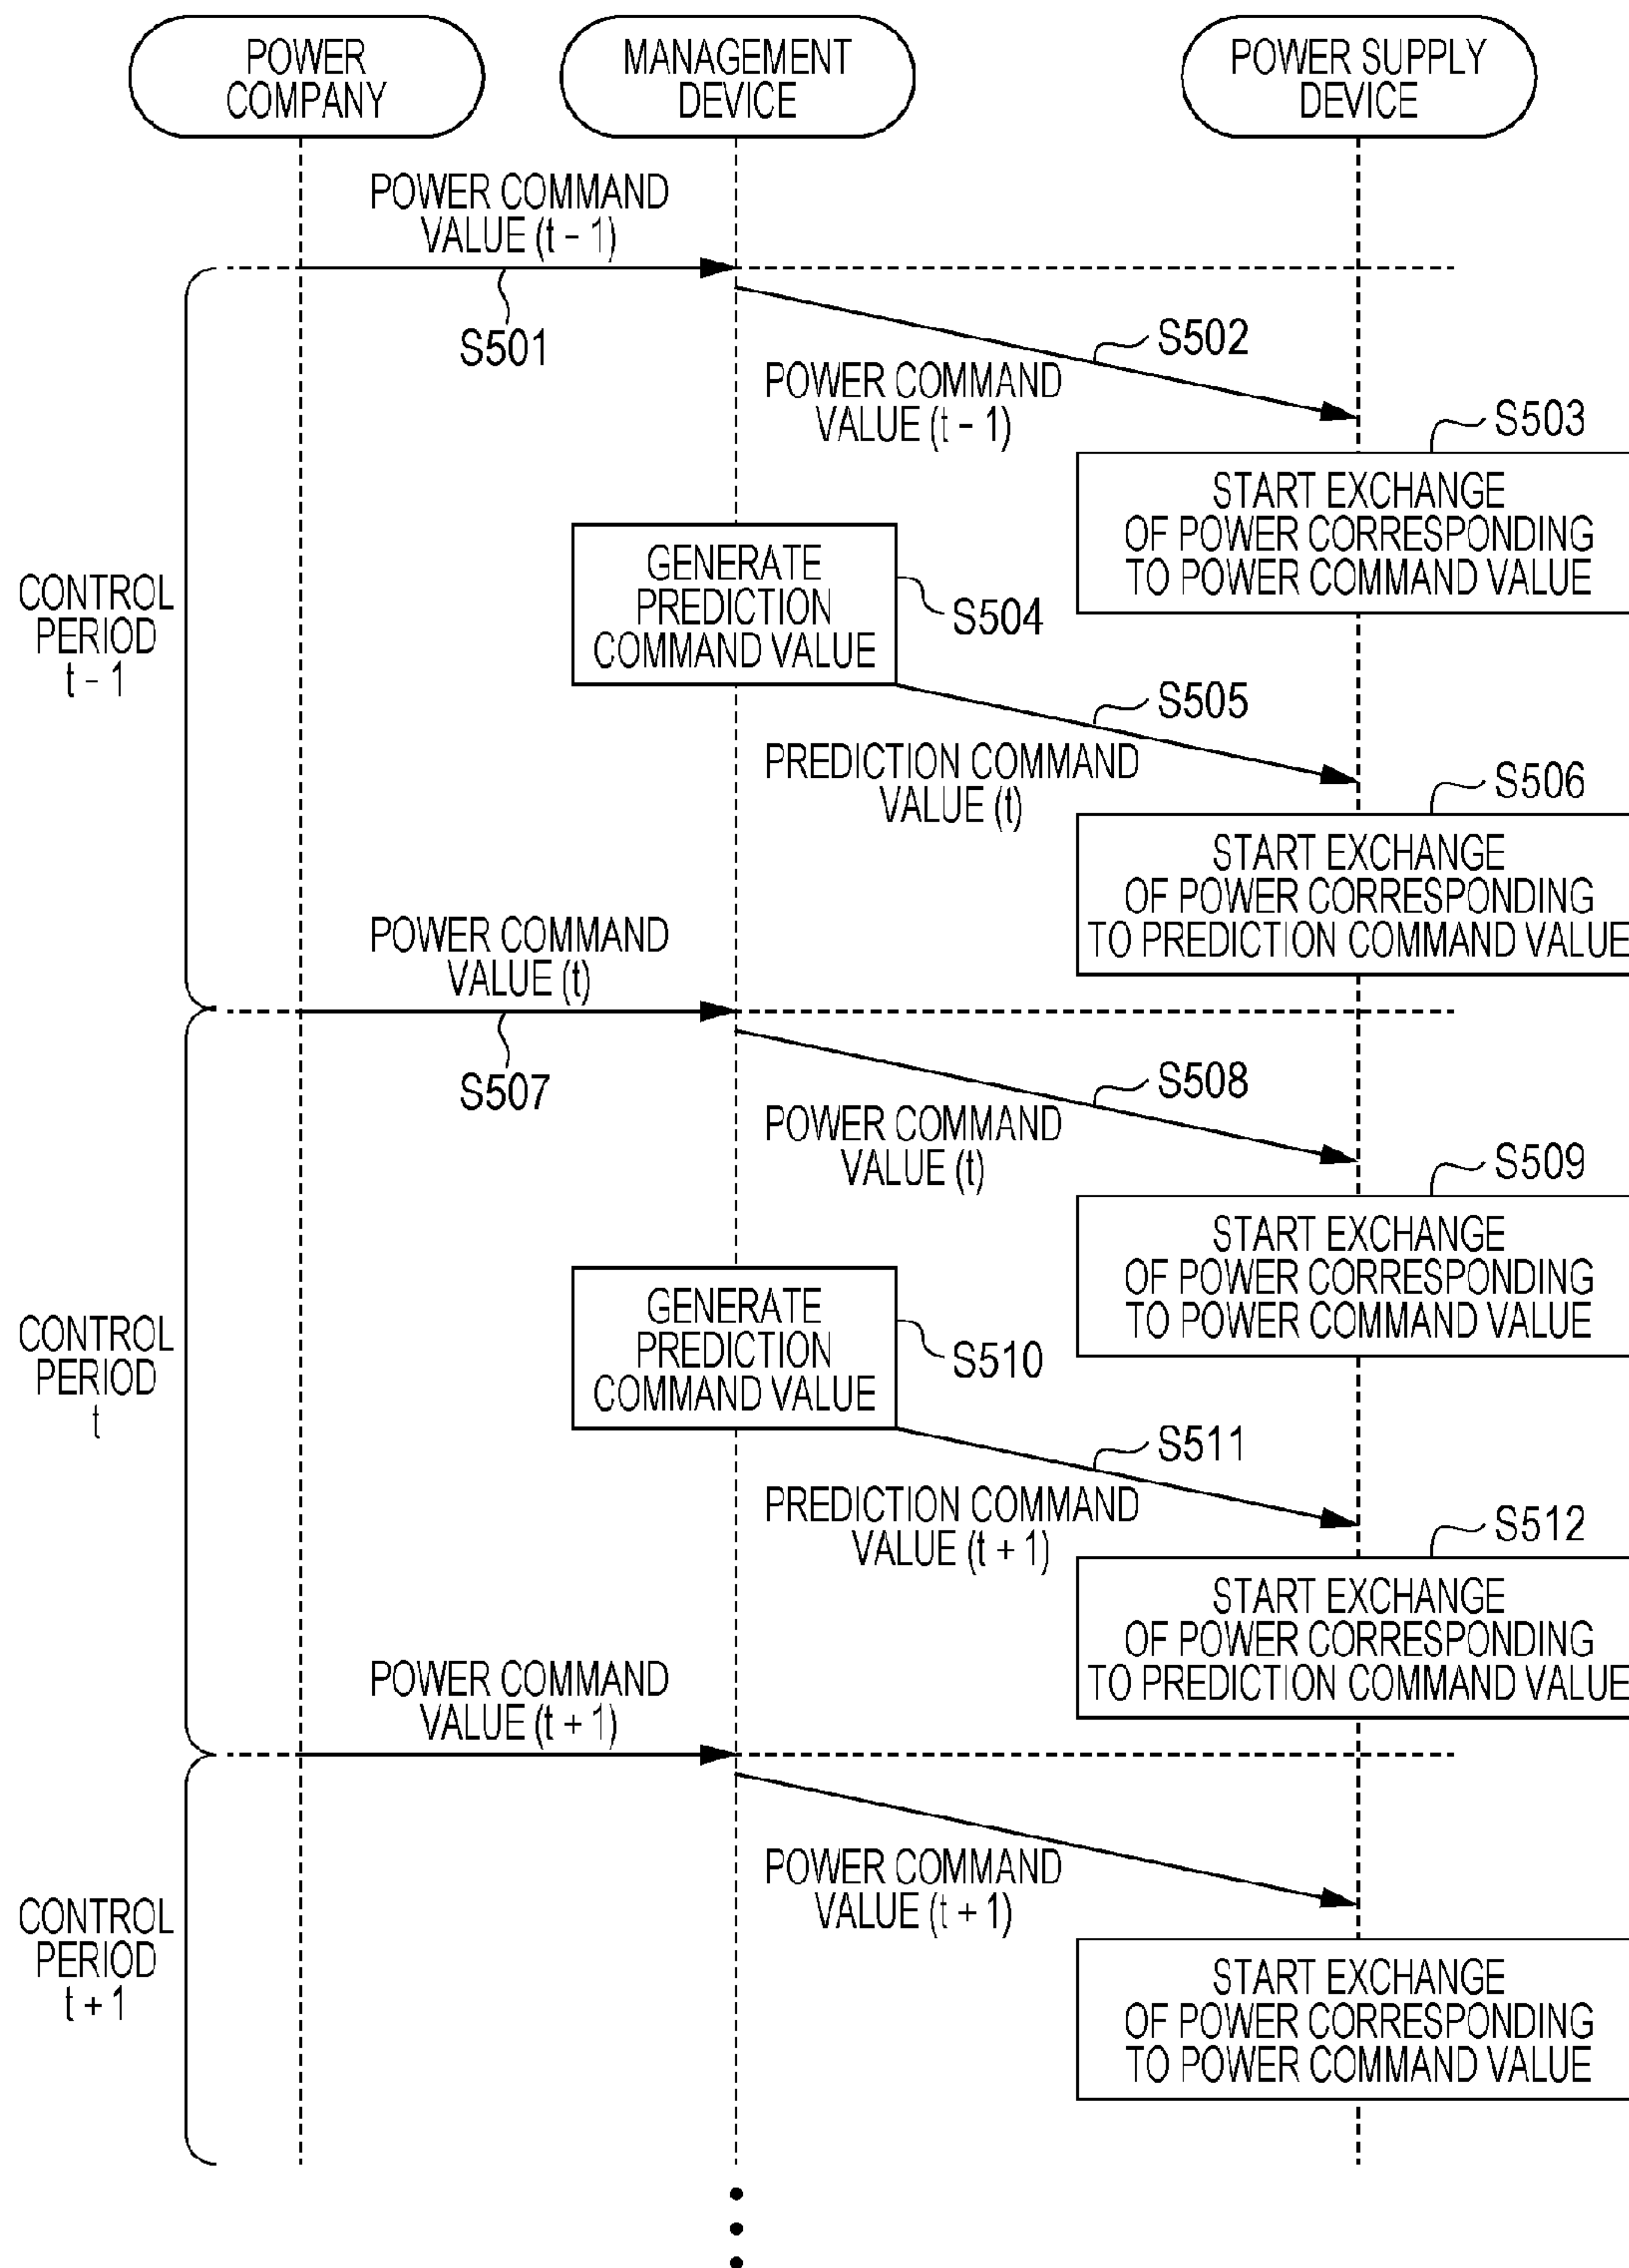 POWER
COMPANY
MANAGEMENT
DEVICE
POWER SUPPLY
DEVICE
POWER COMMAND
VALUE (t - 1)
S501
S502
POWER COMMAND
VALUE (t - 1)
S503
START EXCHANGE
OF POWER CORRESPONDING
TO POWER COMMAND VALUE
CONTROL
PERIOD
t - 1
GENERATE
PREDICTION
COMMAND VALUE
S504
S505
PREDICTION COMMAND
VALUE (t)
S506
START EXCHANGE
OF POWER CORRESPONDING
TO PREDICTION COMMAND VALUE
POWER COMMAND
VALUE (t)
S507
S508
POWER COMMAND
VALUE (t)
S509
START EXCHANGE
OF POWER CORRESPONDING
TO POWER COMMAND VALUE
CONTROL
PERIOD
t
GENERATE
PREDICTION
COMMAND VALUE
S510
S511
PREDICTION COMMAND
VALUE (t + 1)
S512
START EXCHANGE
OF POWER CORRESPONDING
TO PREDICTION COMMAND VALUE
POWER COMMAND
VALUE (t + 1)
POWER COMMAND
VALUE (t + 1)
CONTROL
PERIOD
t + 1
START EXCHANGE
OF POWER CORRESPONDING
TO POWER COMMAND VALUE